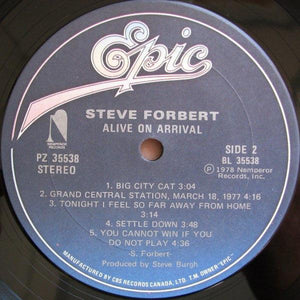 Epic
STEVE FORBERT
ALIVE ON ARRIVAL
NEMPEROR
RECORDS
PZ 35538
STEREO
SIDE 2
BL 35538
℗ 1978 Nemperor
Records, Inc.
1. BIG CITY CAT 3:04
2. GRAND CENTRAL STATION, MARCH 18, 1977 4:16
3. TONIGHT I FEEL SO FAR AWAY FROM HOME
3:14
4. SETTLE DOWN 3:48
5. YOU CANNOT WIN IF YOU
DO NOT PLAY 4:36
-S. Forbert-
Produced by Steve Burgh
MANUFACTURED BY CBS RECORDS CANADA, LTD. T.M. OWNER "EPIC"